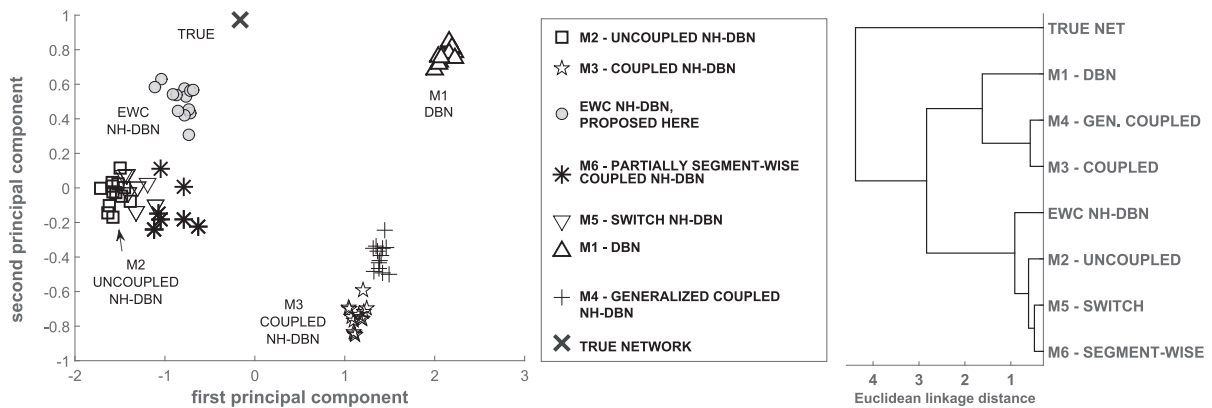 1
0.8
0.6
0.4
0.2
0
-0.2
-0.4
-0.6
-0.8
-1
second principal component
-2
-1
0
1
2
3
first principal component
TRUE
EWC
NH-DBN
M1
DBN
M2
UNCOUPLED
NH-DBN
M3
COUPLED
NH-DBN
M2 - UNCOUPLED NH-DBN
M3 - COUPLED NH-DBN
EWC NH-DBN,
PROPOSED HERE
M6 - PARTIALLY SEGMENT-WISE
COUPLED NH-DBN
M5 - SWITCH NH-DBN
M1 - DBN
M4 - GENERALIZED COUPLED
NH-DBN
TRUE NETWORK
TRUE NET
M1 - DBN
M4 - GEN. COUPLED
M3 - COUPLED
EWC NH-DBN
M2 - UNCOUPLED
M5 - SWITCH
M6 - SEGMENT-WISE
4
3
2
1
Euclidean linkage distance